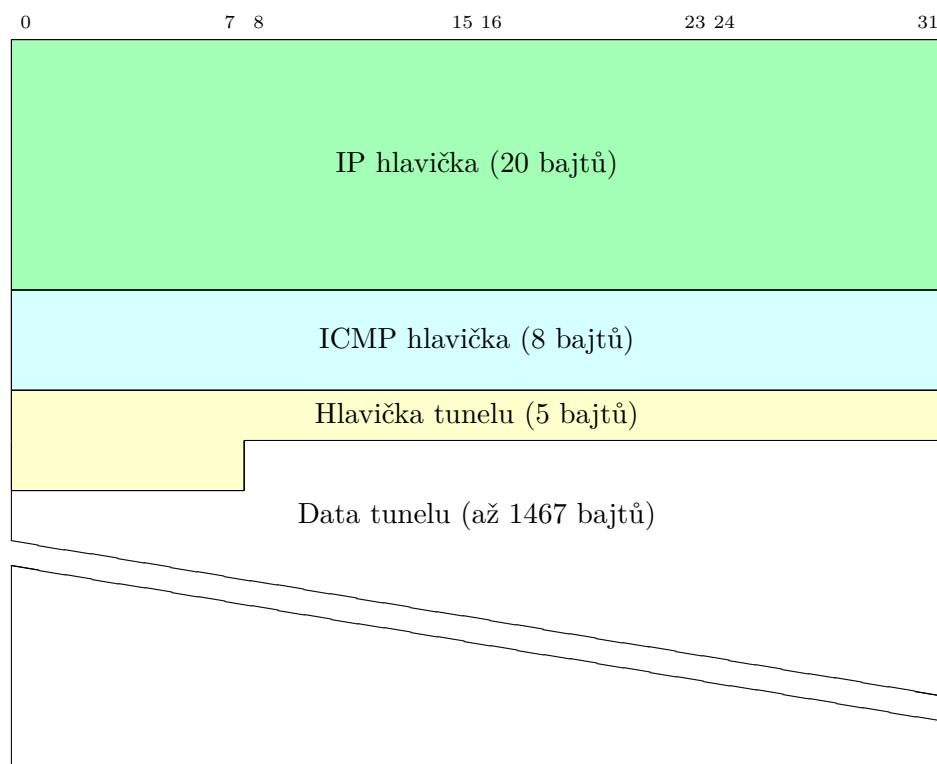 0 7 8 15 16 23 24 31
IP hlavička (20 bajtů)
ICMP hlavička (8 bajtů)
Hlavička tunelu (5 bajtů)
Data tunelu (až 1467 bajtů)